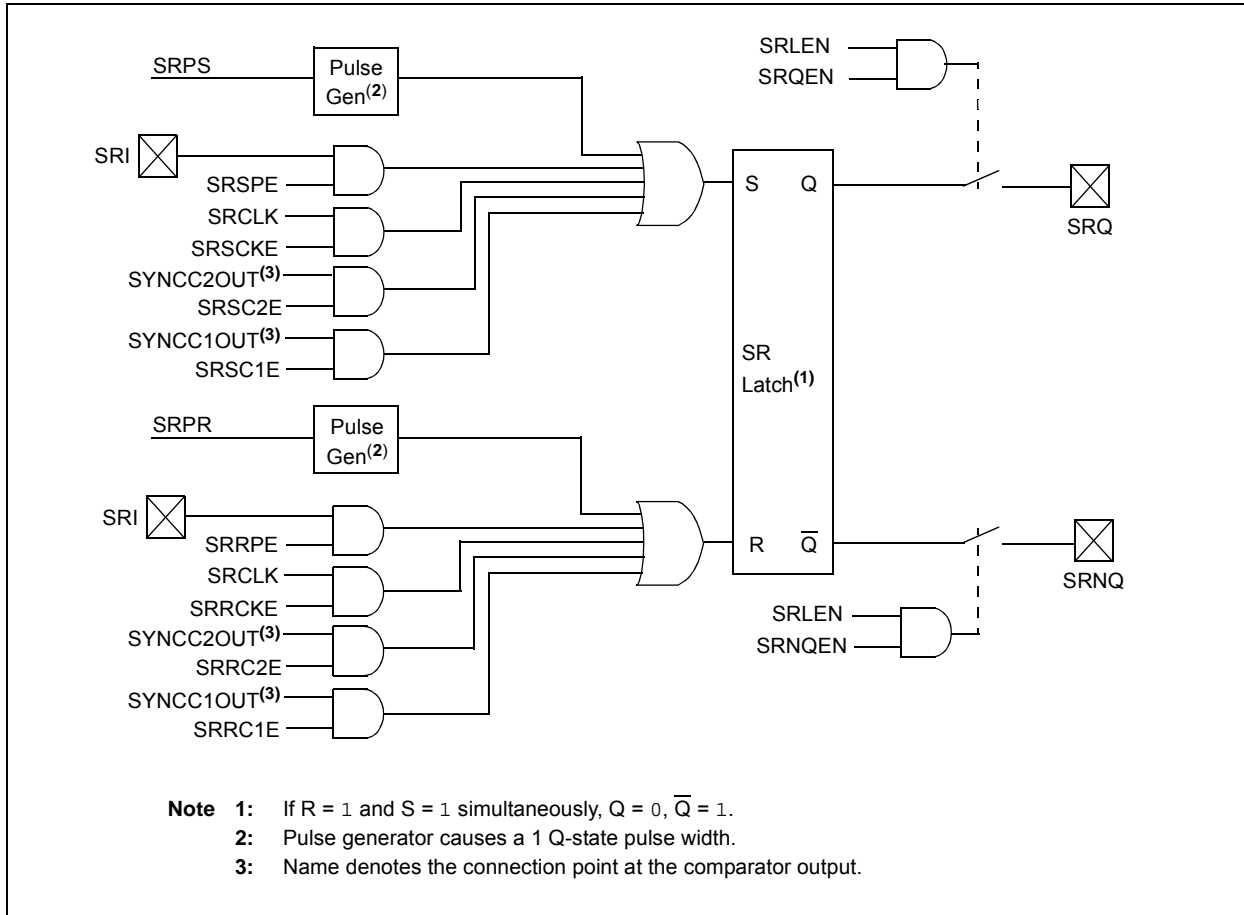 SRPS
Pulse
Gen(2)
SRI
SRSPE
SRCLK
SRSCKE
SYNCC2OUT(3)
SRSC2E
SYNCC1OUT(3)
SRSC1E
SRPR
Pulse
Gen(2)
SRI
SRRPE
SRCLK
SRRCKE
SYNCC2OUT(3)
SRRC2E
SYNCC1OUT(3)
SRRC1E
S Q
SR
Latch(1)
R Q̅
SRLEN
SRQEN
SRQ
SRLEN
SRNQEN
SRNQ
Note 1: If R = 1 and S = 1 simultaneously, Q = 0, Q̅ = 1.
2: Pulse generator causes a 1 Q-state pulse width.
3: Name denotes the connection point at the comparator output.